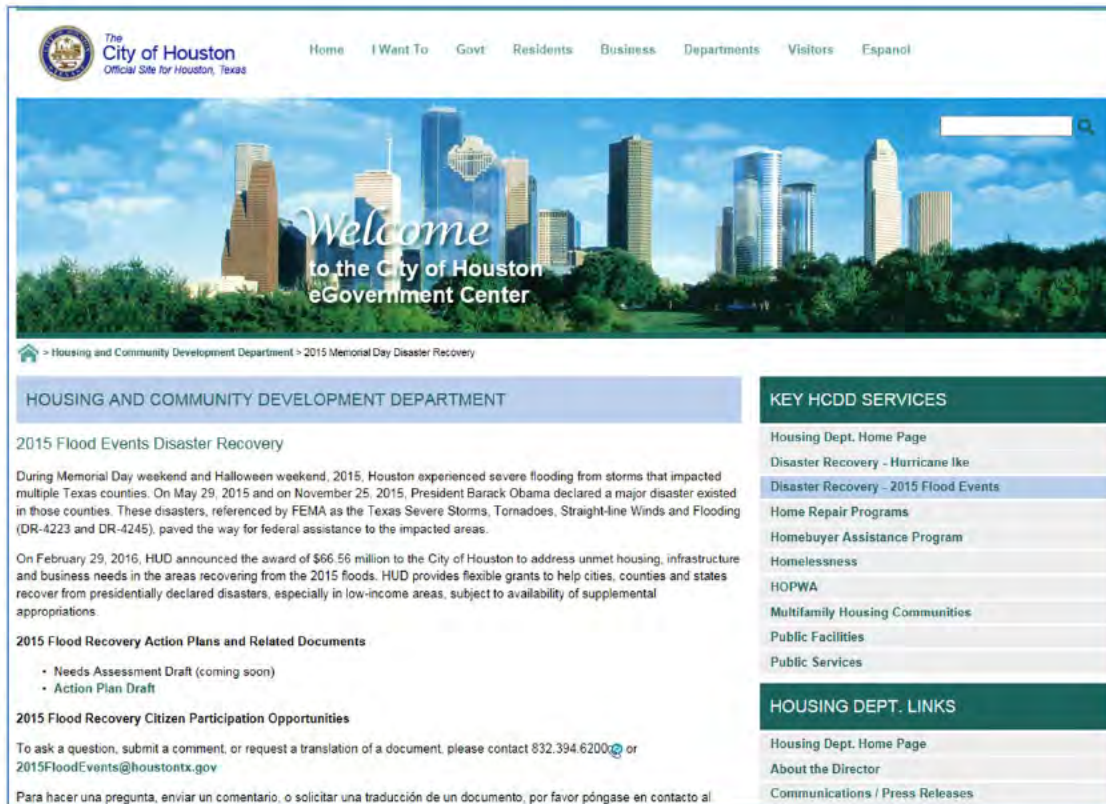 The
City of Houston
Official Site for Houston, Texas
Home I Want To Govt Residents Business Departments Visitors Espanol
Welcome
to the City of Houston
eGovernment Center
> Housing and Community Development Department > 2015 Memorial Day Disaster Recovery
HOUSING AND COMMUNITY DEVELOPMENT DEPARTMENT
2015 Flood Events Disaster Recovery
During Memorial Day weekend and Halloween weekend, 2015, Houston experienced severe flooding from storms that impacted
multiple Texas counties. On May 29, 2015 and on November 25, 2015, President Barack Obama declared a major disaster existed
in those counties. These disasters, referenced by FEMA as the Texas Severe Storms, Tornadoes, Straight-line Winds and Flooding
(DR-4223 and DR-4245), paved the way for federal assistance to the impacted areas.
On February 29, 2016, HUD announced the award of $66.56 million to the City of Houston to address unmet housing, infrastructure
and business needs in the areas recovering from the 2015 floods. HUD provides flexible grants to help cities, counties and states
recover from presidentially declared disasters, especially in low-income areas, subject to availability of supplemental
appropriations.
2015 Flood Recovery Action Plans and Related Documents
• Needs Assessment Draft (coming soon)
• Action Plan Draft
2015 Flood Recovery Citizen Participation Opportunities
To ask a question, submit a comment, or request a translation of a document, please contact 832.394.6200 or
2015FloodEvents@houstontx.gov
Para hacer una pregunta, enviar un comentario, o solicitar una traducción de un documento, por favor póngase en contacto al
KEY HCDD SERVICES
Housing Dept. Home Page
Disaster Recovery - Hurricane Ike
Disaster Recovery - 2015 Flood Events
Home Repair Programs
Homebuyer Assistance Program
Homelessness
HOPWA
Multifamily Housing Communities
Public Facilities
Public Services
HOUSING DEPT. LINKS
Housing Dept. Home Page
About the Director
Communications / Press Releases